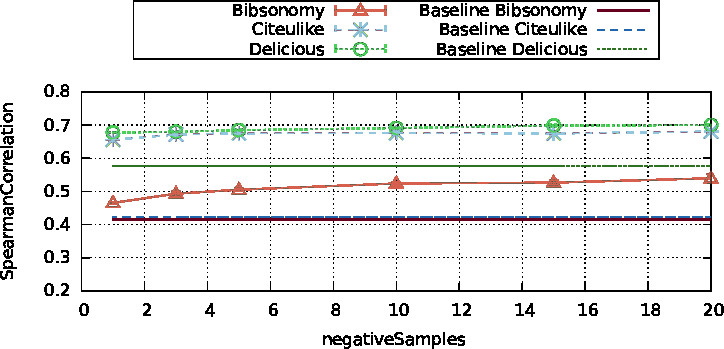 Bibsonomy Baseline Bibsonomy
Citeulike Baseline Citeulike
Delicious Baseline Delicious
0.8
0.7
0.6
0.5
0.4
0.3
0.2
SpearmanCorrelation
0 2 4 6 8 10 12 14 16 18 20
negativeSamples